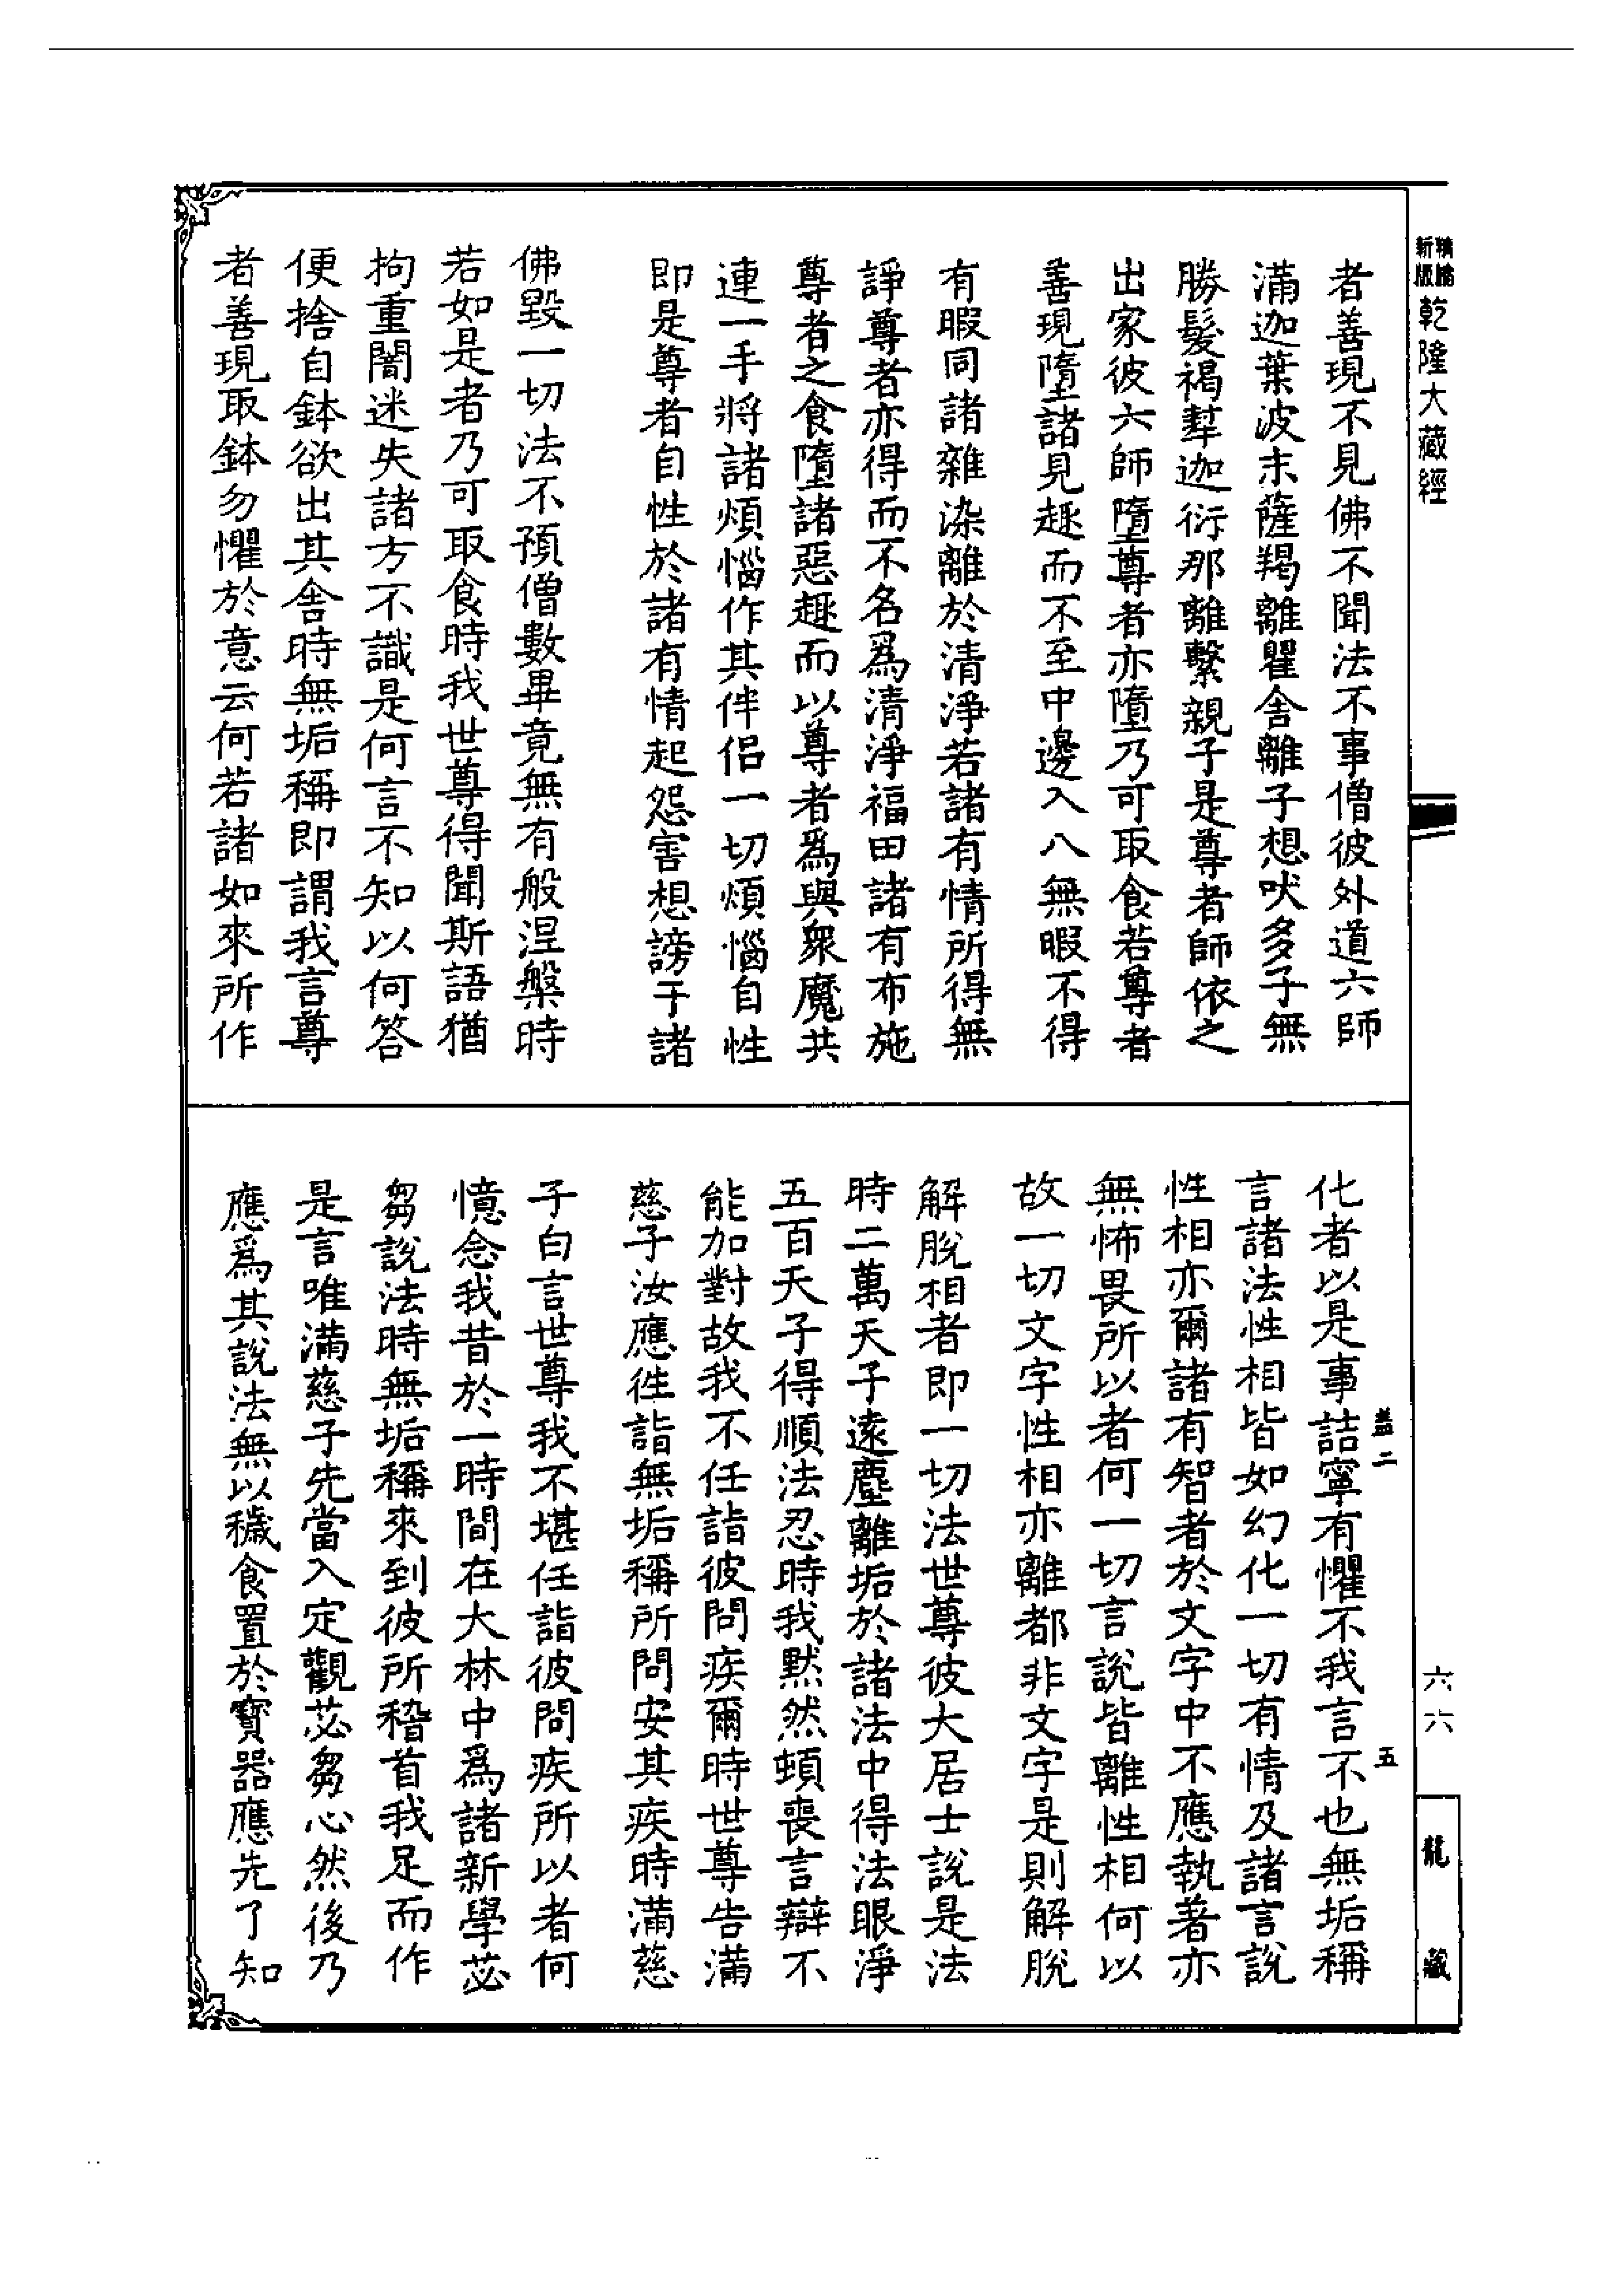 精編新版 乾隆大藏經
者善現不見佛不聞法不事僧彼外道六師
滿迦葉波末薩羯離瞿舍離子想吠多子無
勝髮褐犎迦衍那離繫親子是尊者師依之
出家彼六師墮尊者亦墮乃可取食若尊者
善現墮諸見趣而不至中邊入八無暇不得
有暇同諸雜染離於清淨若諸有情所得無
諍尊者亦得而不名爲清淨福田諸有布施
尊者之食墮諸惡趣而以尊者爲與衆魔共
連一手將諸煩惱作其伴侶一切煩惱自性
即是尊者自性於諸有情起怨害想謗于諸
佛毀一切法不預僧數畢竟無有般涅槃時
若如是者乃可取食時我世尊得聞斯語猶
拘重闇迷失諸方不識是何言不知以何答
便捨自鉢欲出其舍時無垢稱即謂我言尊
者善現取鉢勿懼於意云何若諸如來所作
化者以是事詰寧有懼不我言不也無垢稱
言諸法性相皆如幻化一切有情及諸言說
性相亦爾諸有智者於文字中不應執著亦
無怖畏所以者何一切言說皆離性相何以
故一切文字性相亦離都非文字是則解脫
解脫相者即一切法世尊彼大居士說是法
時二萬天子遠塵離垢於諸法中得法眼淨
五百天子得順法忍時我默然頓喪言辯不
能加對故我不任詣彼問疾爾時世尊告滿
慈子汝應往詣無垢稱所問安其疾時滿慈
子白言世尊我不堪任詣彼問疾所以者何
憶念我昔於一時間在大林中爲諸新學苾
芻說法時無垢稱來到彼所稽首我足而作
是言唯滿慈子先當入定觀苾芻心然後乃
應爲其說法無以穢食置於寶器應先了知
蓋二 五
六六
龍藏